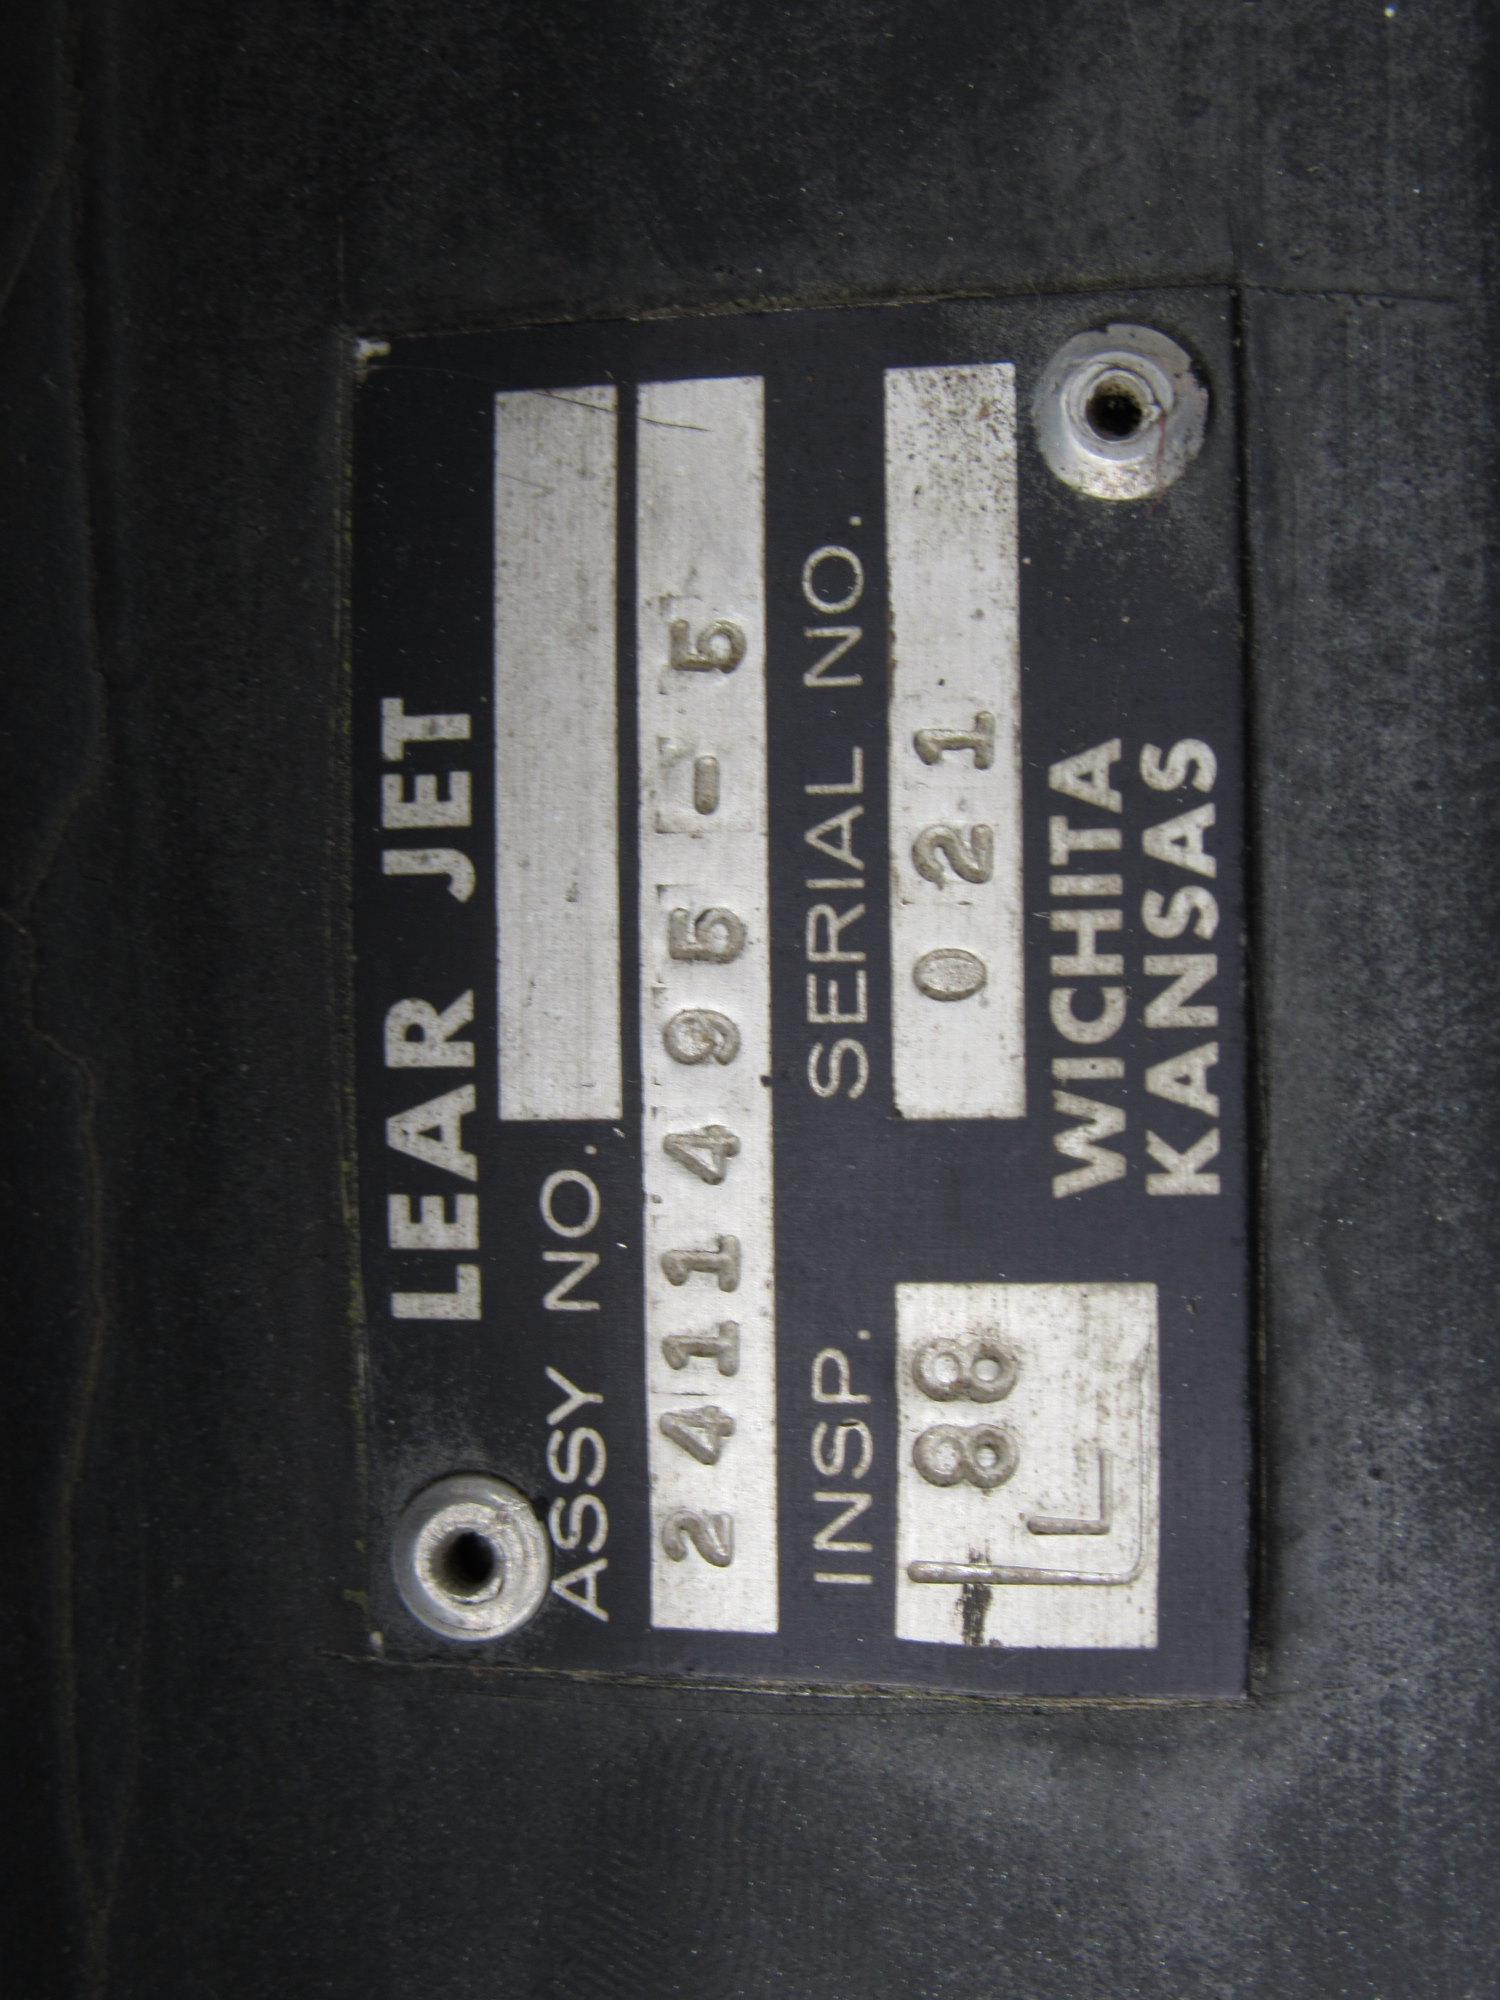 LEAR JET
ASSY NO.
2411495-5
INSP. SERIAL NO.
88 021
L
WICHITA
KANSAS